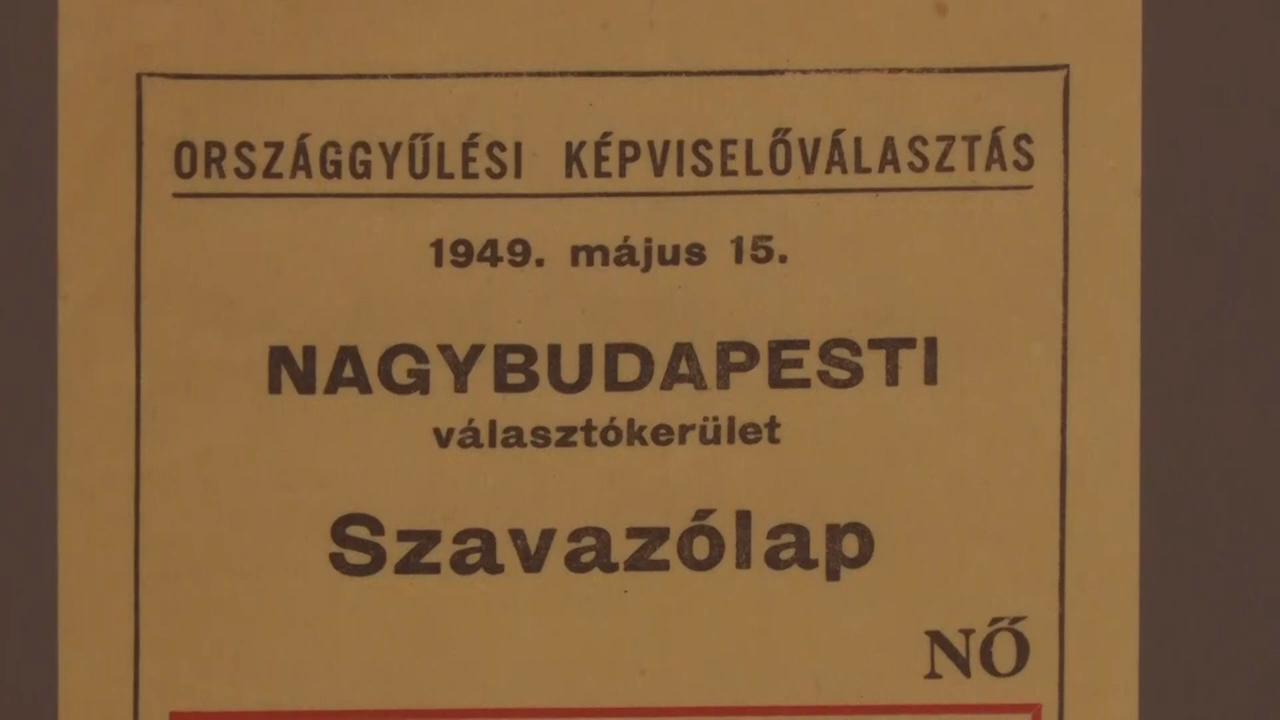 ORSZÁGGYŰLÉSI KÉPVISELŐVÁLASZTÁS
1949. május 15.
NAGYBUDAPESTI
választókerület
Szavazólap
NŐ